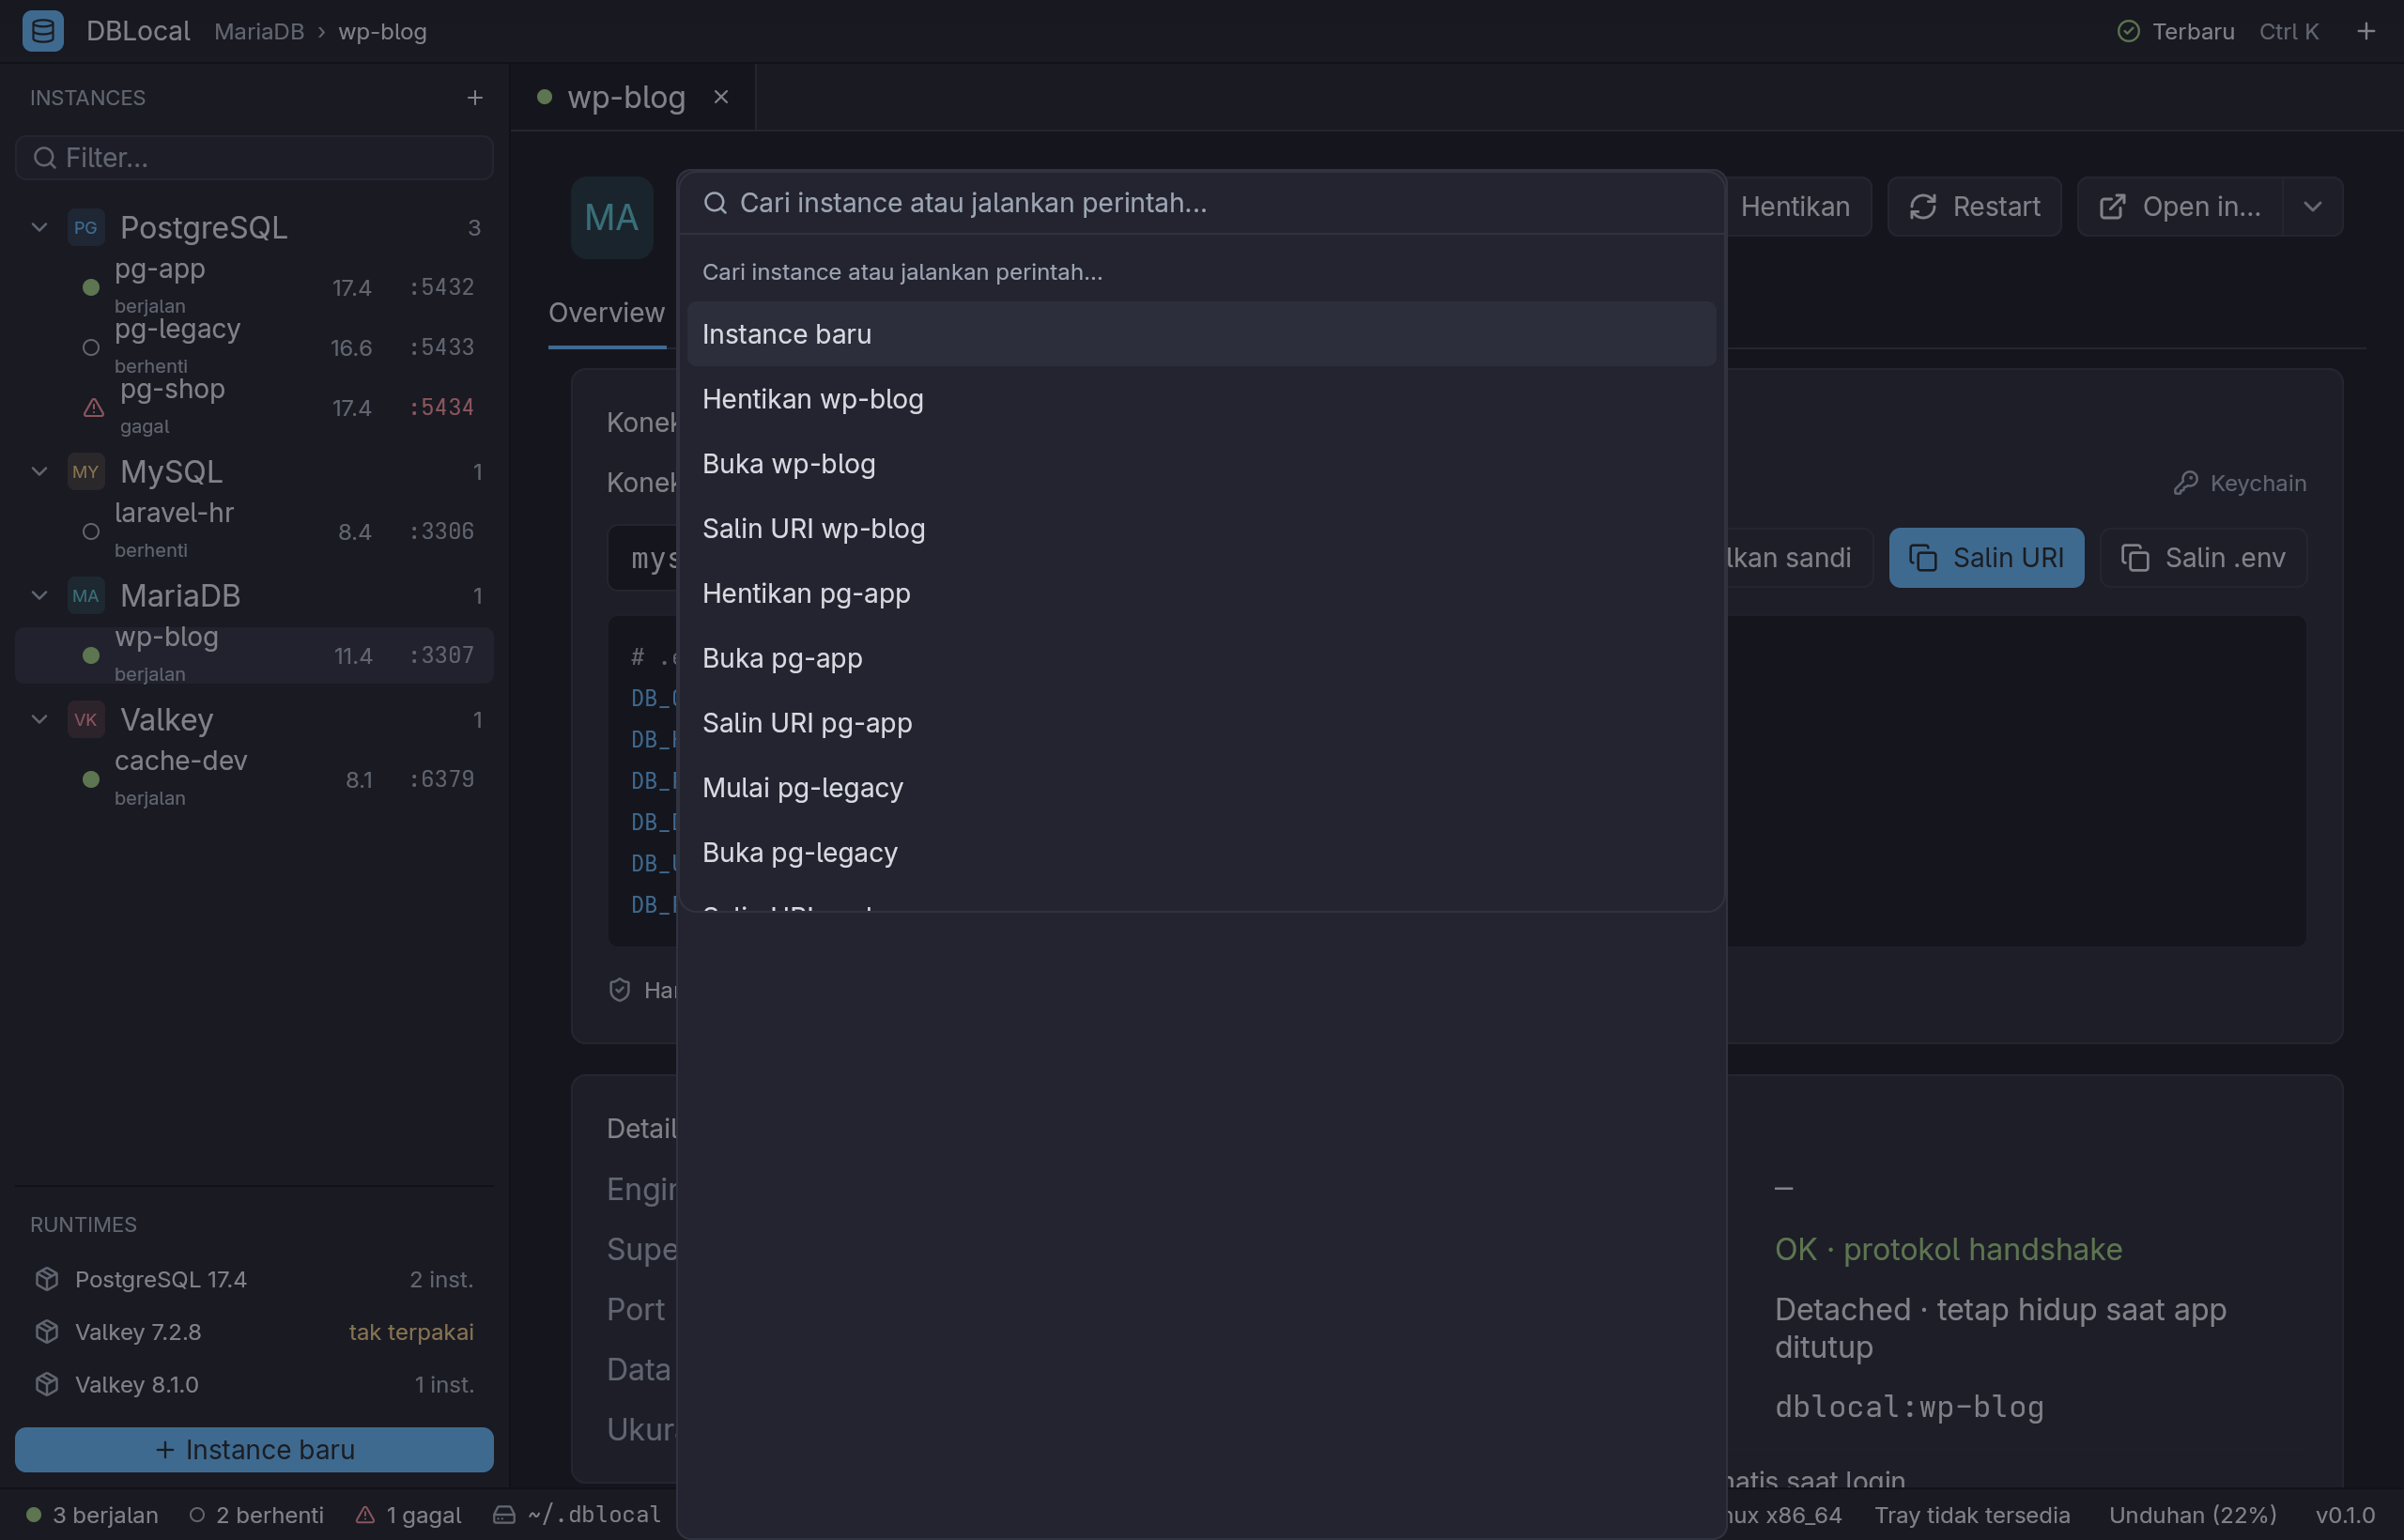 DBLocal MariaDB › wp-blog
Terbaru Ctrl K
INSTANCES
Filter...
PG PostgreSQL 3
pg-app 17.4 :5432
berjalan
pg-legacy 16.6 :5433
berhenti
pg-shop 17.4 :5434
gagal
MY MySQL 1
laravel-hr 8.4 :3306
berhenti
MA MariaDB 1
wp-blog 11.4 :3307
berjalan
VK Valkey 1
cache-dev 8.1 :6379
berjalan
RUNTIMES
PostgreSQL 17.4 2 inst.
Valkey 7.2.8 tak terpakai
Valkey 8.1.0 1 inst.
+ Instance baru
wp-blog
MA
Hentikan Restart Open in...
Overview
Cari instance atau jalankan perintah...
Cari instance atau jalankan perintah...
Instance baru
Hentikan wp-blog
Buka wp-blog
Salin URI wp-blog
Hentikan pg-app
Buka pg-app
Salin URI pg-app
Mulai pg-legacy
Buka pg-legacy
Keychain
sandi Salin URI Salin .env
Detail
Port
Data
—
OK · protokol handshake
Detached · tetap hidup saat app
ditutup
dblocal:wp-blog
saat login
3 berjalan 2 berhenti 1 gagal ~/.dblocal
x86_64 Tray tidak tersedia Unduhan (22%) v0.1.0